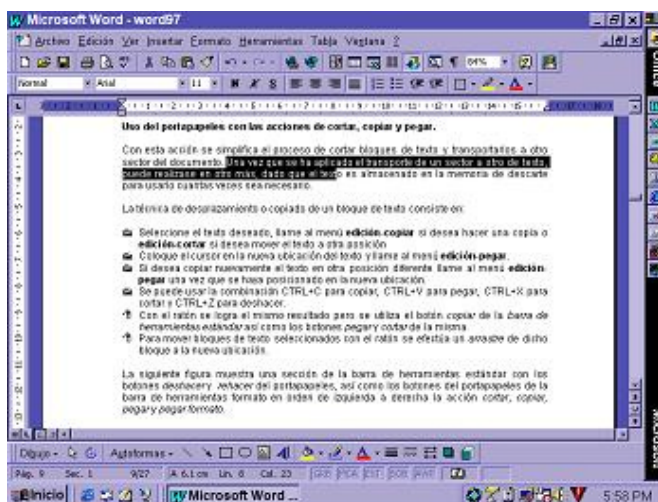 Microsoft Word - word97
Archivo Edición Ver Insertar Formato Herramientas Tabla Ventana ?
84%
Normal Arial 11 N K S
Uso del portapapeles con las acciones de cortar, copiar y pegar.
Con esta acción se simplifica el proceso de cortar bloques de texto y transportarlos a otro
sector del documento. Una vez que se ha aplicado el transporte de un sector a otro de texto,
puede realizase en otro más, dado que el texto es almacenado en la memoria de descarte
para usarlo cuantas veces sea necesario.
La técnica de desplazamiento o copiado de un bloque de texto consiste en:
Seleccione el texto deseado, llame al menú edición-copiar si desea hacer una copia o
edición-cortar si desea mover el texto a otra posición
Coloque el cursor en la nueva ubicación del texto y llame al menú edición-pegar.
Si desea copiar nuevamente el texto en otra posición diferente llame al menú edición-
pegar una vez que se haya posicionado en la nueva ubicación.
Se puede usar la combinación CTRL+C para copiar, CTRL+V para pegar, CTRL+X para
cortar y CTRL+Z para deshacer.
Con el ratón se logra el mismo resultado pero se utiliza el botón copiar de la barra de
herramientas estándar así como los botones pegar y cortar de la misma.
Para mover bloques de texto seleccionados con el ratón se efectúa un arrastre de dicho
bloque a la nueva ubicación.
La siguiente figura muestra una sección de la barra de herramientas estándar con los
botones deshacer y rehacer del portapapeles, así como los botones del portapapeles de la
barra de herramientas formato en orden de izquierda a derecha la acción cortar, copiar,
pegar y pegar formato.
Dibujo Autoformas
Pág. 9 Sec. 1 9/27 A 6.1 cm Lín. 6 Col. 23
Inicio Microsoft Word ... 5:58 PM